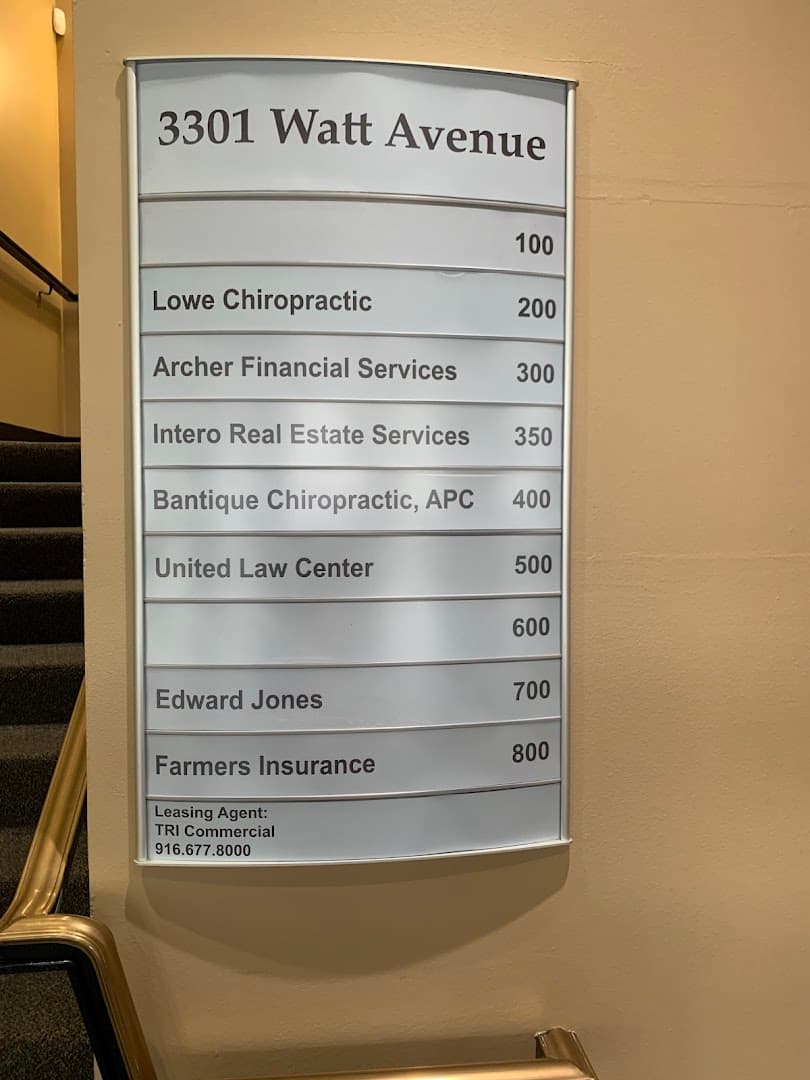 3301 Watt Avenue
100
Lowe Chiropractic 200
Archer Financial Services 300
Intero Real Estate Services 350
Bantique Chiropractic, APC 400
United Law Center 500
600
Edward Jones 700
Farmers Insurance 800
Leasing Agent:
TRI Commercial
916.677.8000